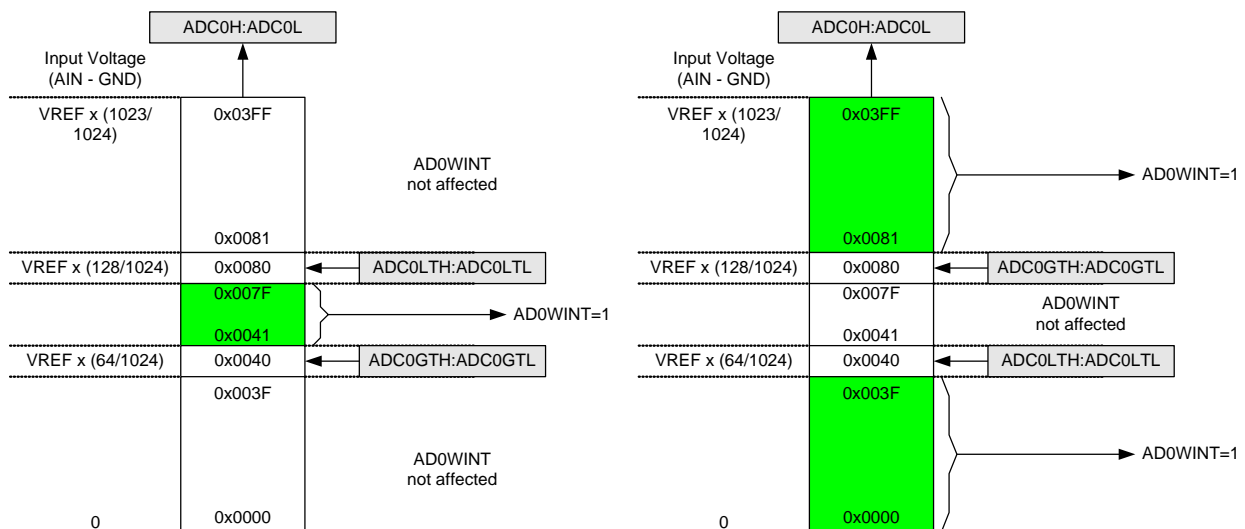 ADC0H:ADC0L
Input Voltage
(AIN - GND)
VREF x (1023/
1024)
0x03FF
AD0WINT
not affected
0x0081
VREF x (128/1024)
0x0080
ADC0LTH:ADC0LTL
0x007F
AD0WINT=1
0x0041
VREF x (64/1024)
0x0040
ADC0GTH:ADC0GTL
0x003F
AD0WINT
not affected
0
0x0000
ADC0H:ADC0L
Input Voltage
(AIN - GND)
VREF x (1023/
1024)
0x03FF
AD0WINT=1
0x0081
VREF x (128/1024)
0x0080
ADC0GTH:ADC0GTL
0x007F
AD0WINT
not affected
0x0041
VREF x (64/1024)
0x0040
ADC0LTH:ADC0LTL
0x003F
AD0WINT=1
0
0x0000